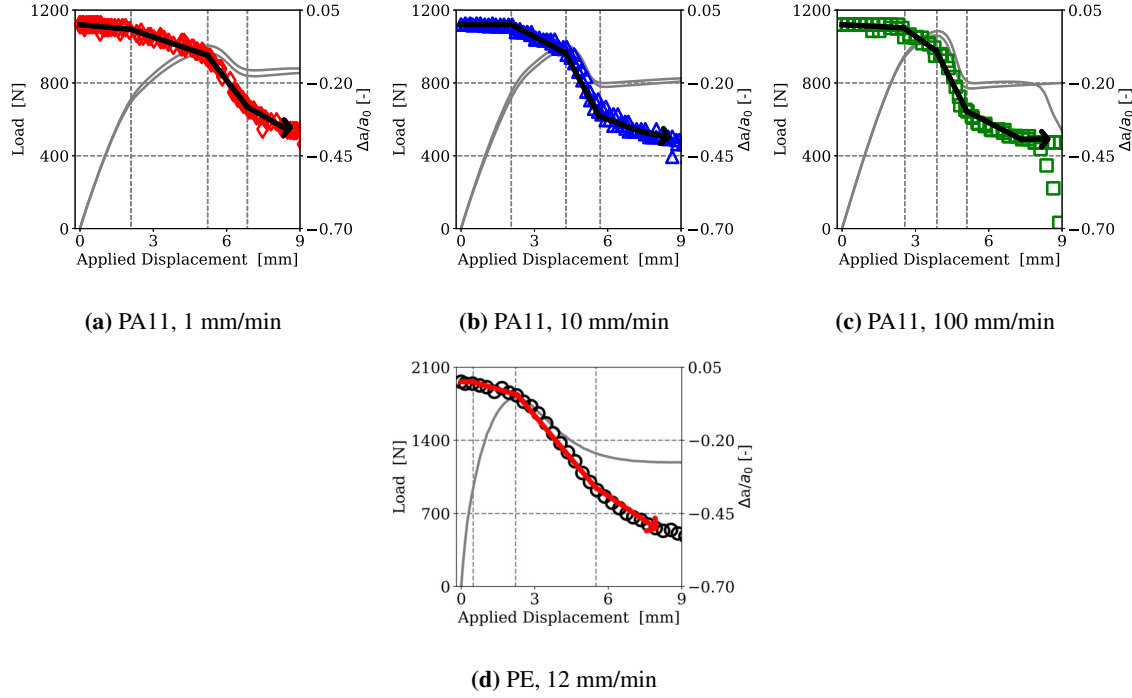 1200
800
400
0
Load [N]
0.05
−0.20
−0.45
−0.70
Δa/a0 [-]
0 3 6 9
Applied Displacement [mm]
(a) PA11, 1 mm/min
1200
800
400
0
Load [N]
0.05
−0.20
−0.45
−0.70
Δa/a0 [-]
0 3 6 9
Applied Displacement [mm]
(b) PA11, 10 mm/min
1200
800
400
0
Load [N]
0.05
−0.20
−0.45
−0.70
Δa/a0 [-]
0 3 6 9
Applied Displacement [mm]
(c) PA11, 100 mm/min
2100
1400
700
0
Load [N]
0.05
−0.20
−0.45
−0.70
Δa/a0 [-]
0 3 6 9
Applied Displacement [mm]
(d) PE, 12 mm/min